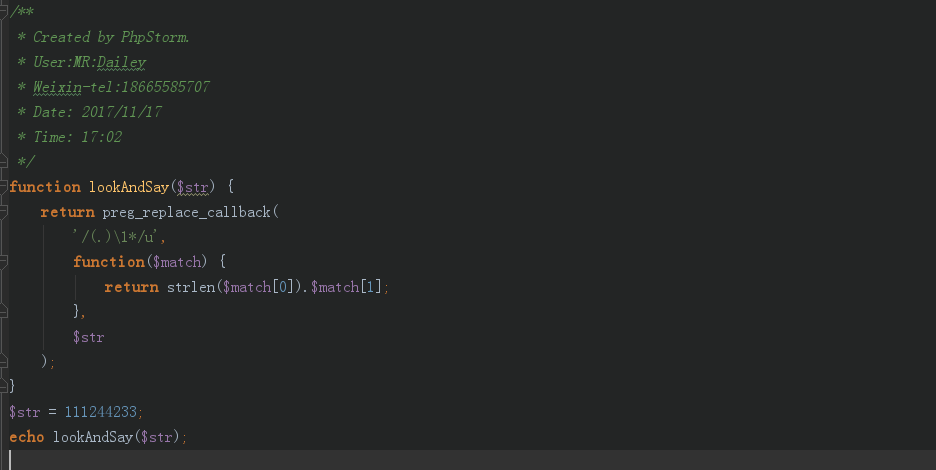 /**
 * Created by PhpStorm.
 * User:MR:Dailey
 * Weixin-tel:18665585707
 * Date: 2017/11/17
 * Time: 17:02
 */
function lookAndSay($str) {
    return preg_replace_callback(
        '/(.)\1*/u',
        function($match) {
            return strlen($match[0]).$match[1];
        },
        $str
    );
}
$str = 111244233;
echo lookAndSay($str);